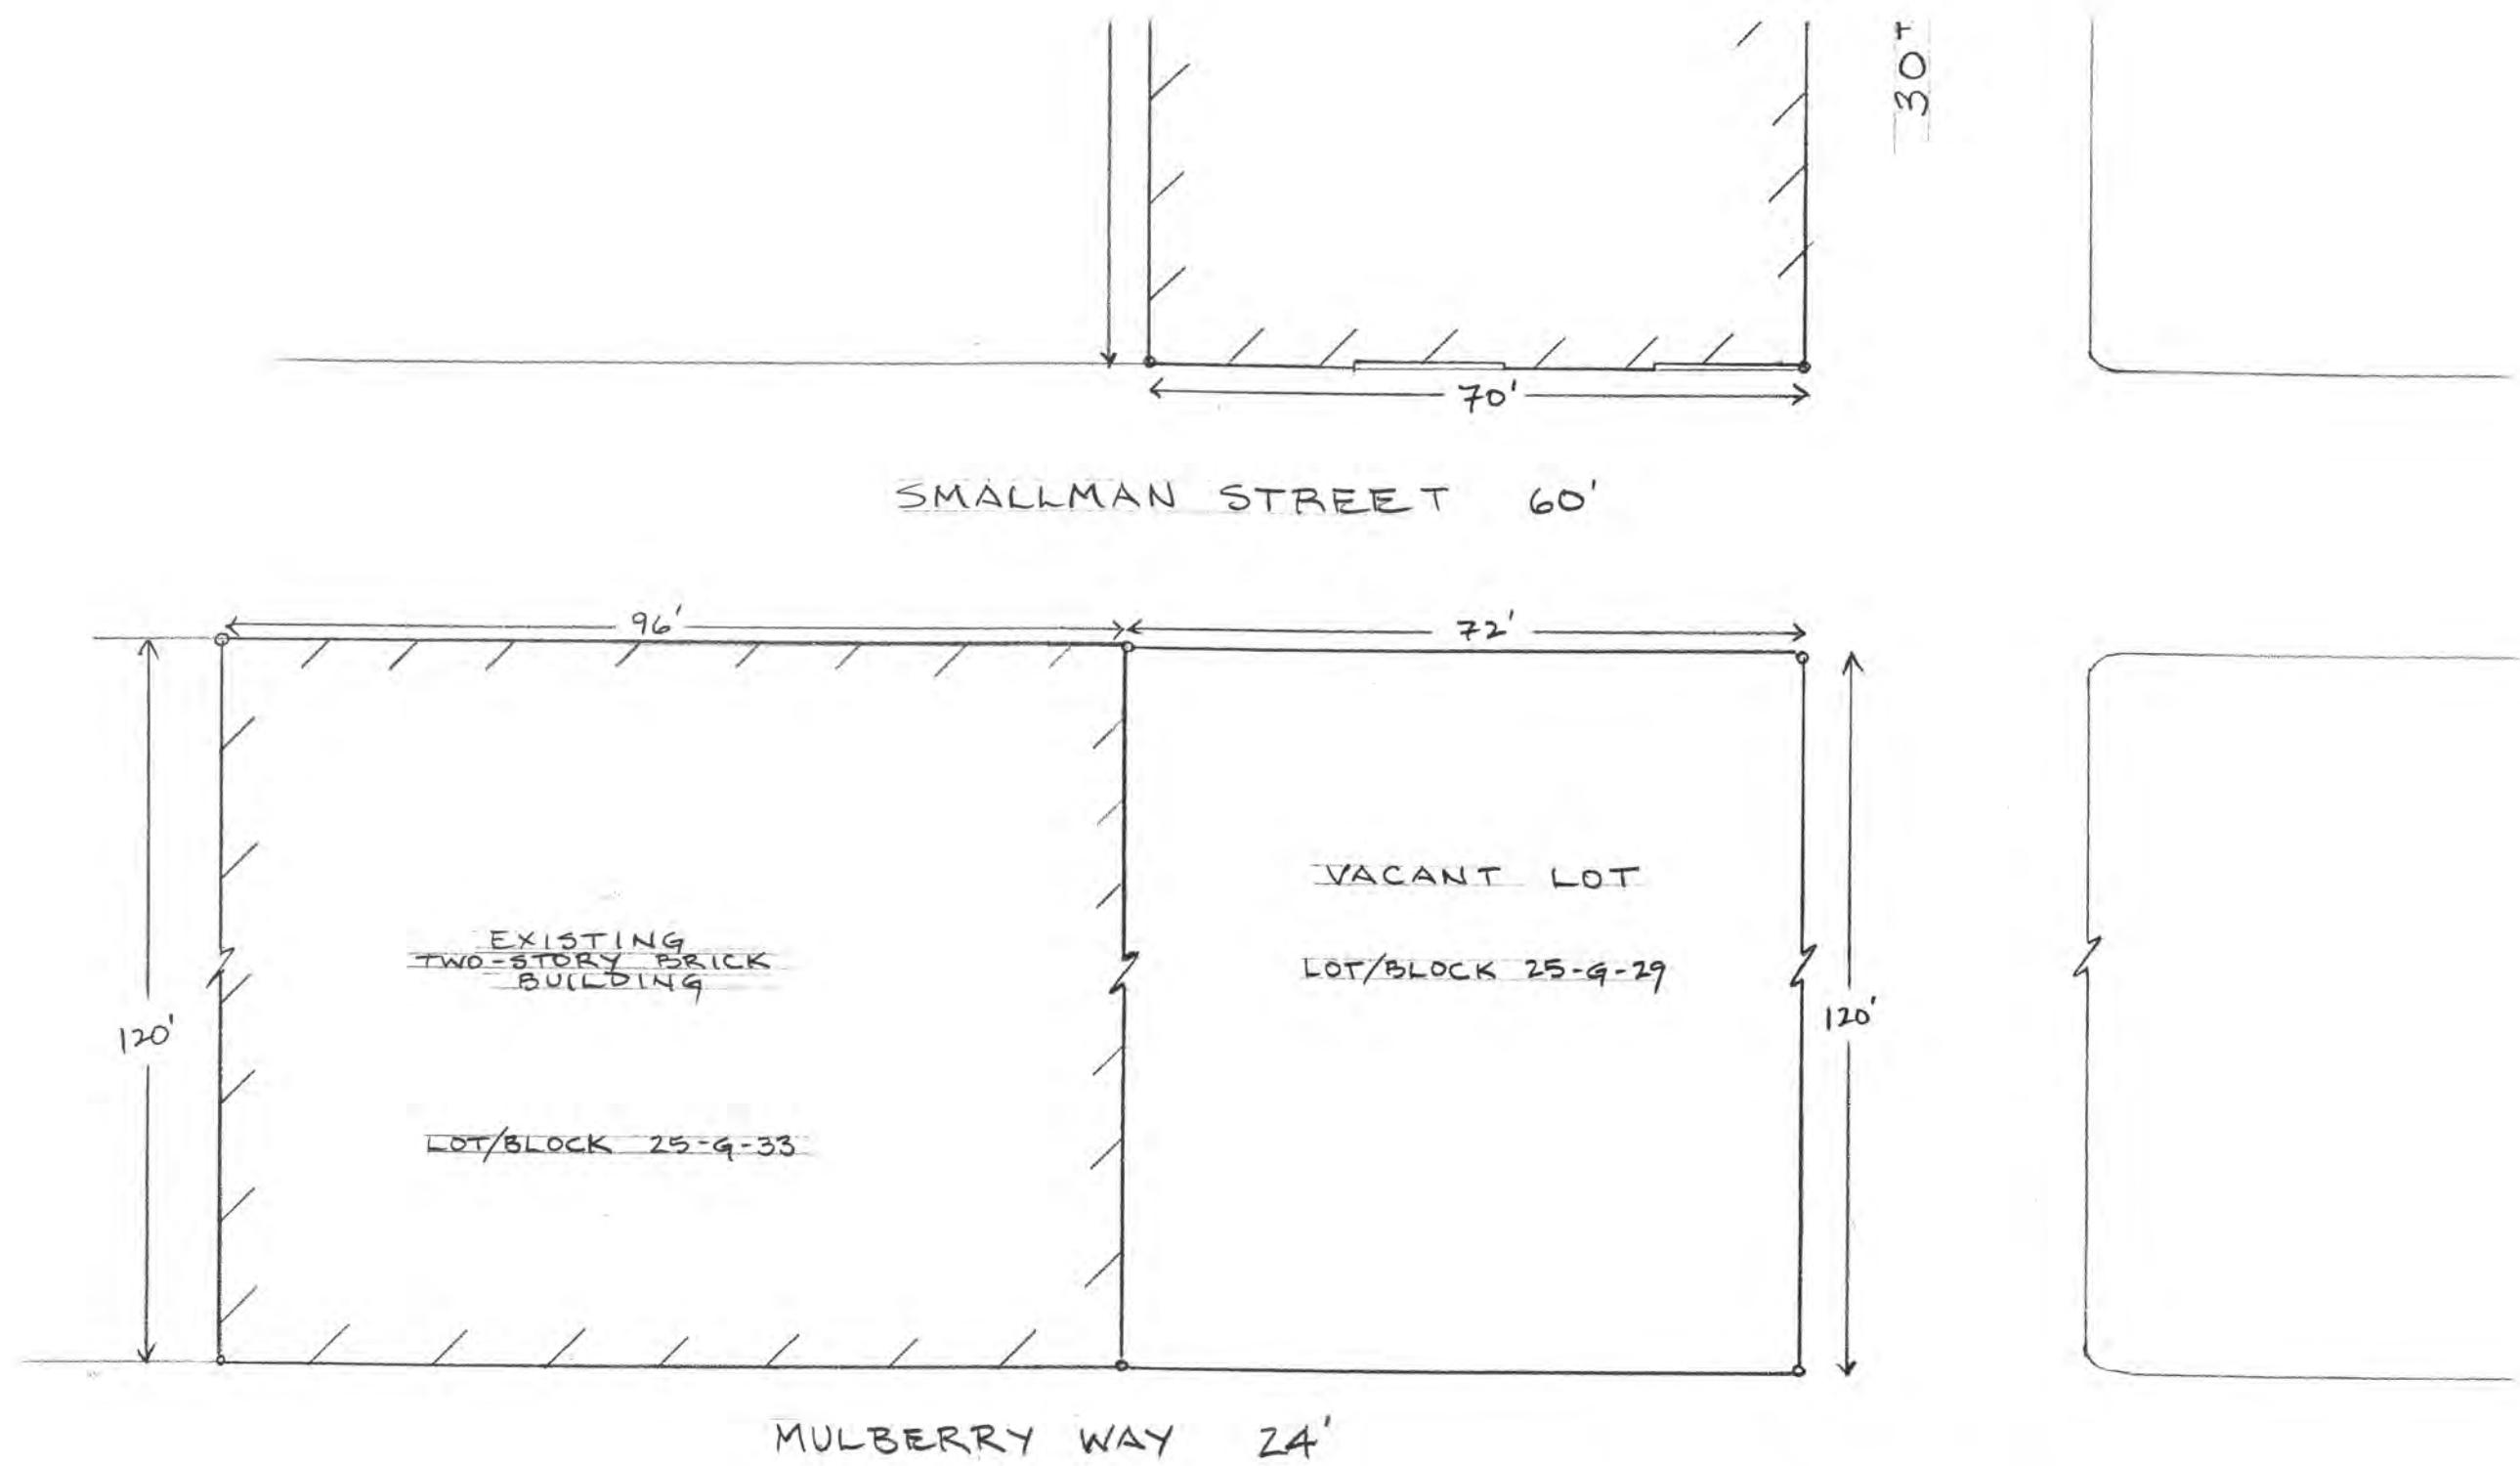 30T
70'
SMALLMAN STREET 60'
96'
72'
VACANT LOT
EXISTING
TWO-STORY BRICK
BUILDING
LOT/BLOCK 25-G-29
120'
120'
LOT/BLOCK 25-G-33
MULBERRY WAY 24'